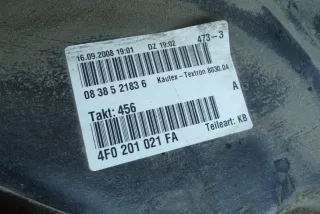 16.09.2008 19:01 DZ 19:02 473-3
08 38 5 2183 6 Kautex-Textron 8030.04
Takt: 456 A
4F0 201 021 FA Teileart: KB